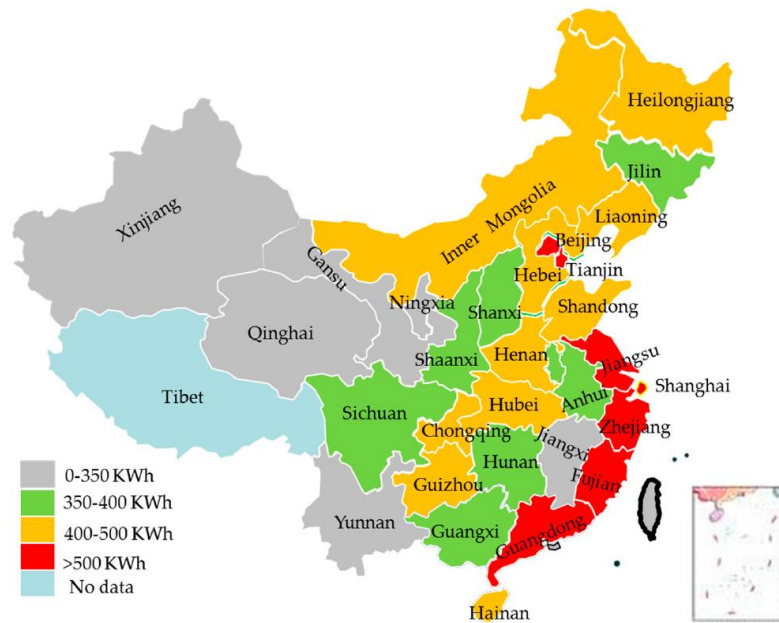 Heilongjiang
Jilin
Liaoning
Inner Mongolia
Beijing
Tianjin
Hebei
Xinjiang
Gansu
Ningxia
Shanxi
Shandong
Qinghai
Shaanxi
Henan
Jiangsu
Tibet
Shanghai
Sichuan
Anhui
Hubei
Chongqing
Zhejiang
Jiangxi
Hunan
Guizhou
Fujian
Yunnan
Guangxi
Guangdong
Hainan
0-350 KWh
350-400 KWh
400-500 KWh
>500 KWh
No data